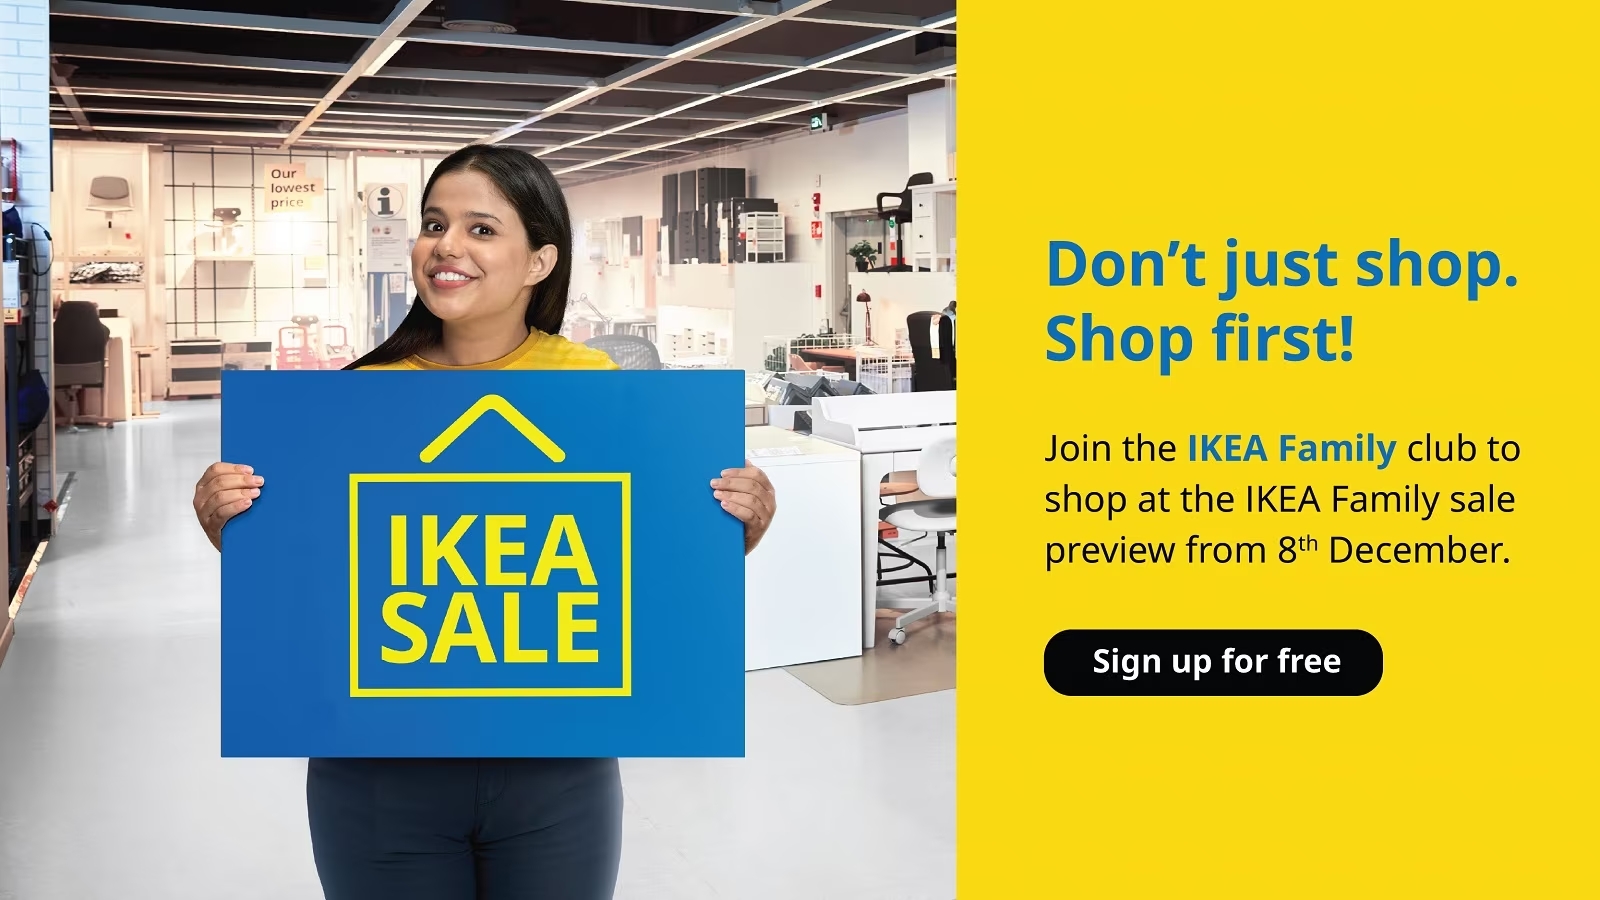 Our
lowest
price
i
IKEA
SALE
Don’t just shop.
Shop first!
Join the IKEA Family club to
shop at the IKEA Family sale
preview from 8th December.
Sign up for free